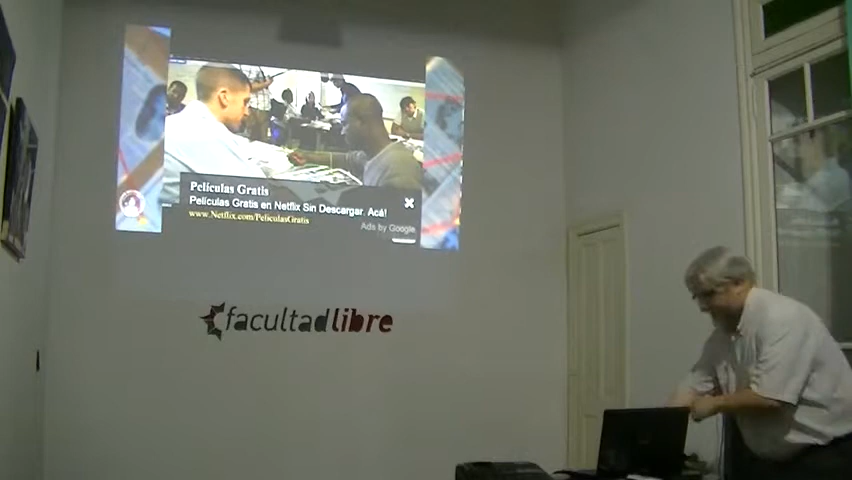 Películas Gratis
Películas Gratis en Netflix Sin Descargar. Acá!
www.Netflix.com/PeliculasGratis
Ads by Google
facultadlibre